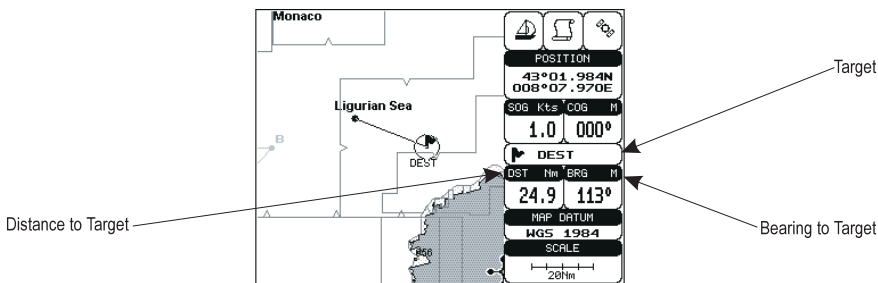 Monaco
Ligurian Sea
B
DEST
856
POSITION
43°01.984N
008°07.970E
SOG Kts COG M
1.0 000°
DEST
DST Nm BRG M
24.9 113°
MAP DATUM
WGS 1984
SCALE
20Nm
Target
Distance to Target
Bearing to Target